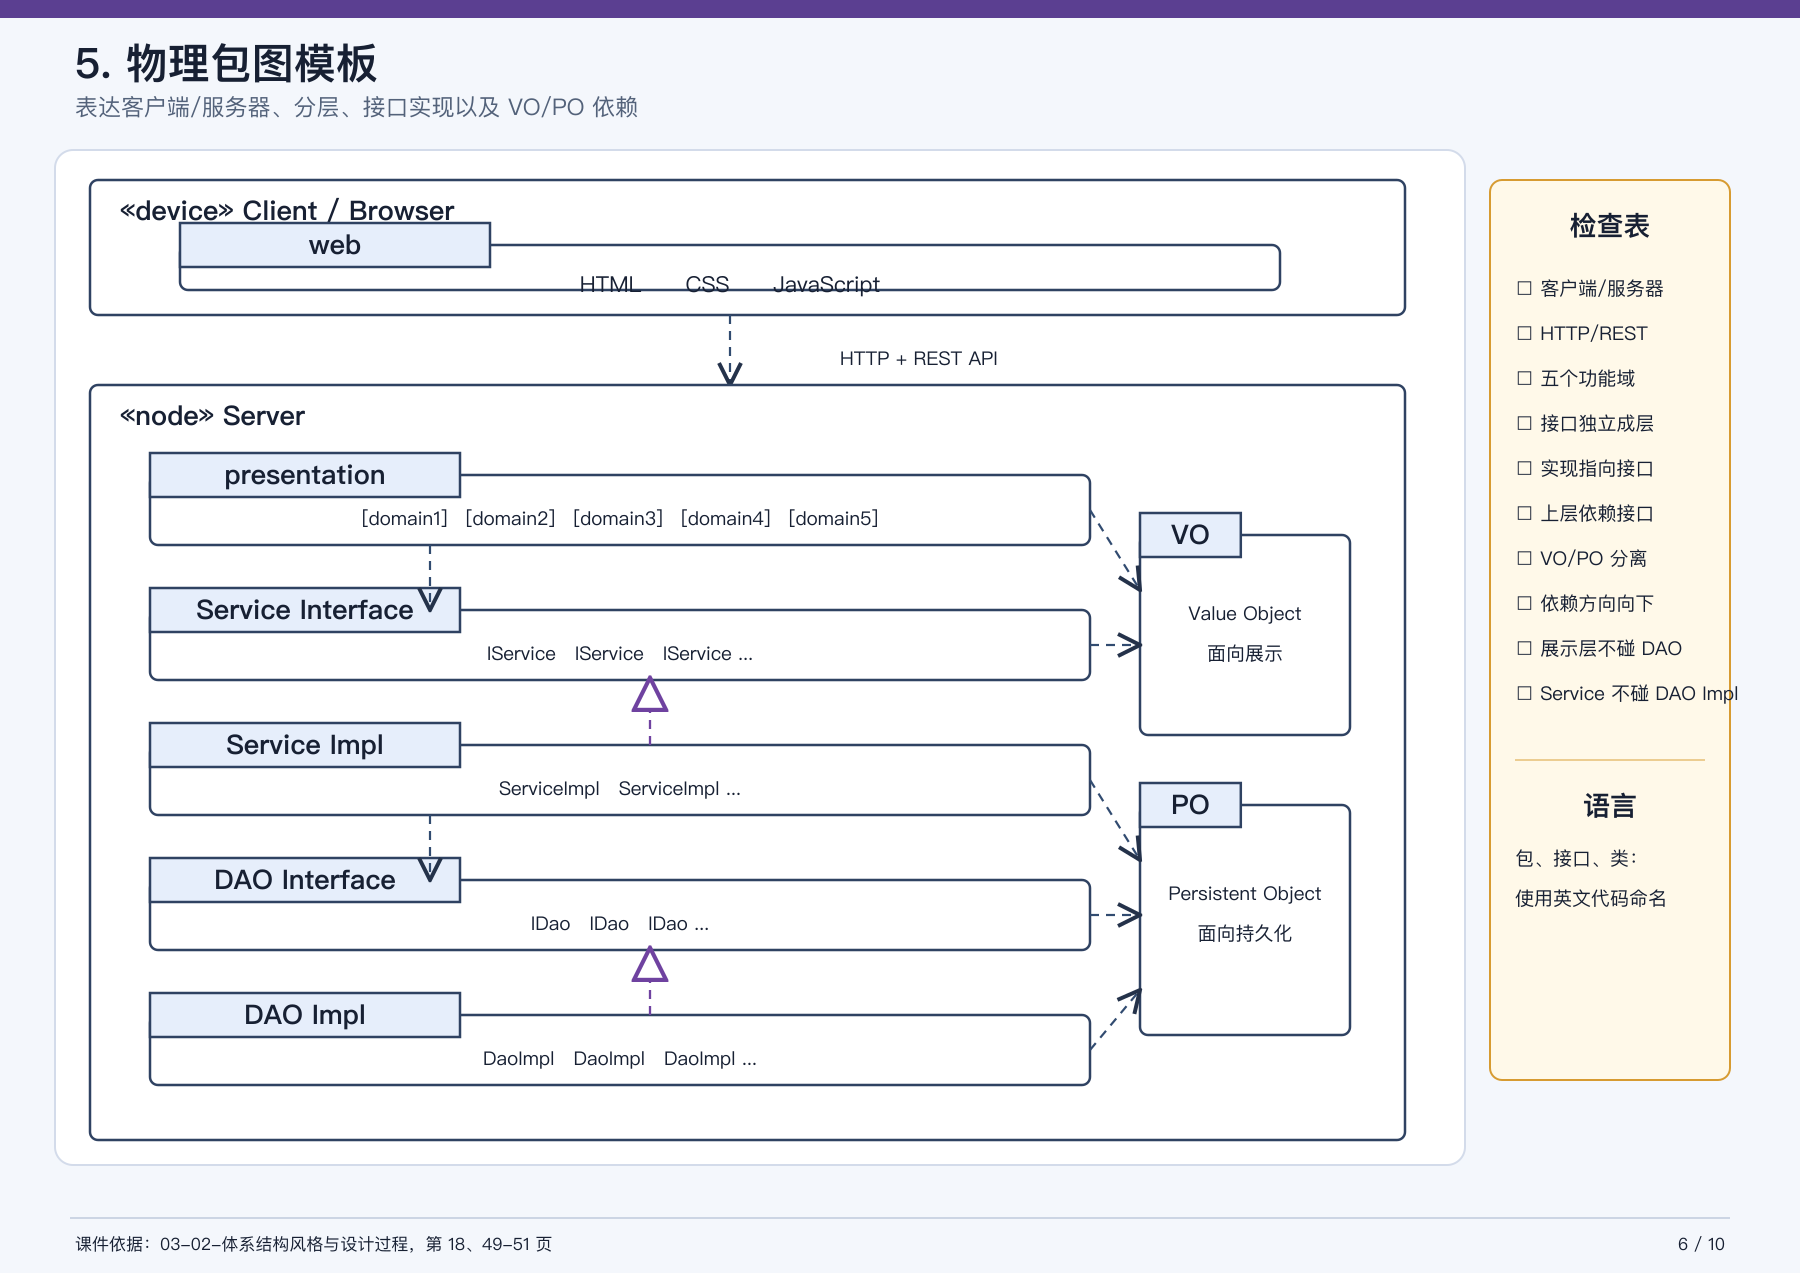 5. 物理包图模板
表达客户端/服务器、分层、接口实现以及 VO/PO 依赖
«device» Client / Browser
web
HTML CSS JavaScript
HTTP + REST API
«node» Server
presentation
[domain1] [domain2] [domain3] [domain4] [domain5]
Service Interface
IService IService IService ...
Service Impl
ServiceImpl ServiceImpl ...
DAO Interface
IDao IDao IDao ...
DAO Impl
DaoImpl DaoImpl DaoImpl ...
VO
Value Object
面向展示
PO
Persistent Object
面向持久化
检查表
☐ 客户端/服务器
☐ HTTP/REST
☐ 五个功能域
☐ 接口独立成层
☐ 实现指向接口
☐ 上层依赖接口
☐ VO/PO 分离
☐ 依赖方向向下
☐ 展示层不碰 DAO
☐ Service 不碰 DAO Impl
语言
包、接口、类：
使用英文代码命名
课件依据：03-02-体系结构风格与设计过程，第 18、49-51 页
6 / 10